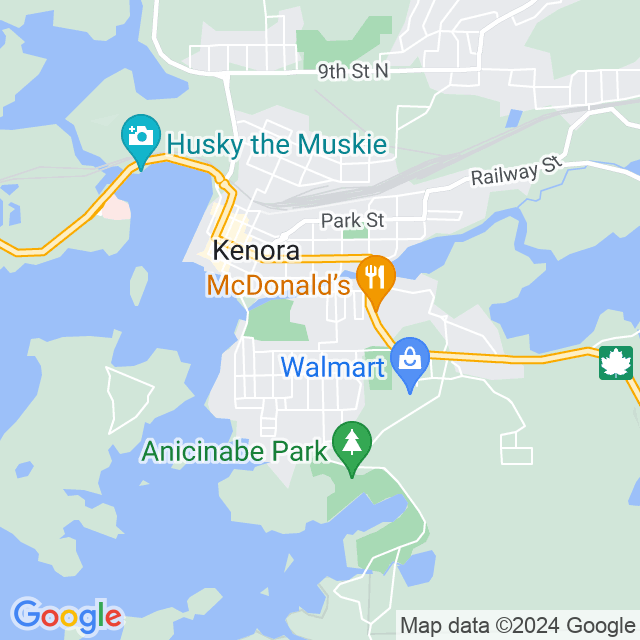 9th St N
Husky the Muskie
Railway St
Park St
Kenora
McDonald's
Walmart
Anicinabe Park
Google
Map data ©2024 Google